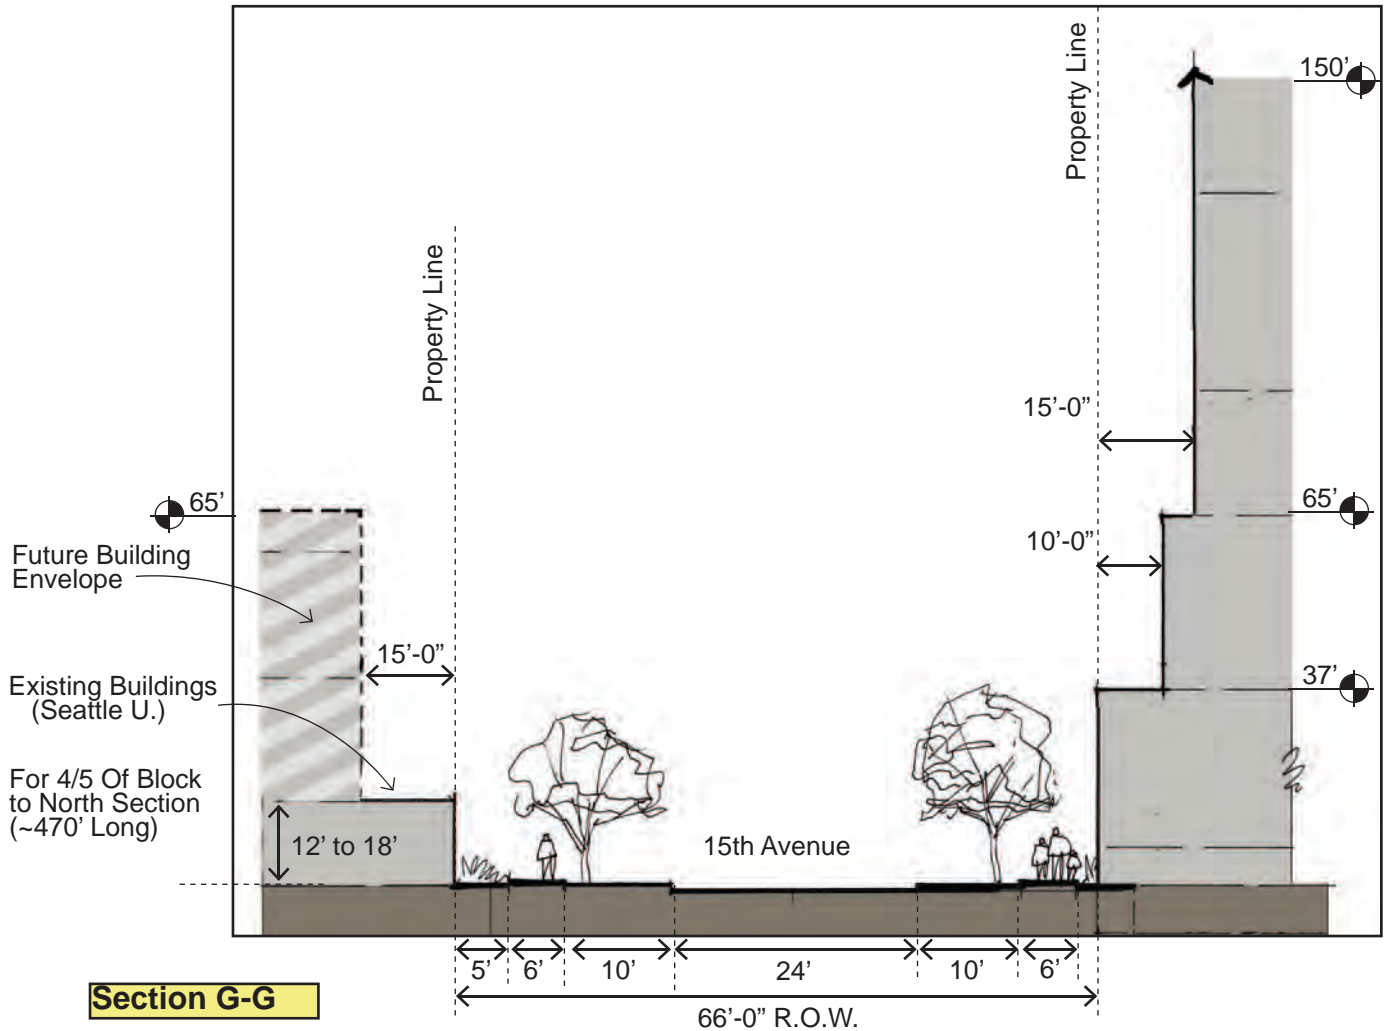 Property Line
Property Line
150'
15'-0"
65'
65'
10'-0"
Future Building
Envelope
15'-0"
37'
Existing Buildings
(Seattle U.)
For 4/5 Of Block
to North Section
(~470' Long)
12' to 18'
15th Avenue
5'
6'
10'
24'
10'
6'
Section G-G
66'-0" R.O.W.